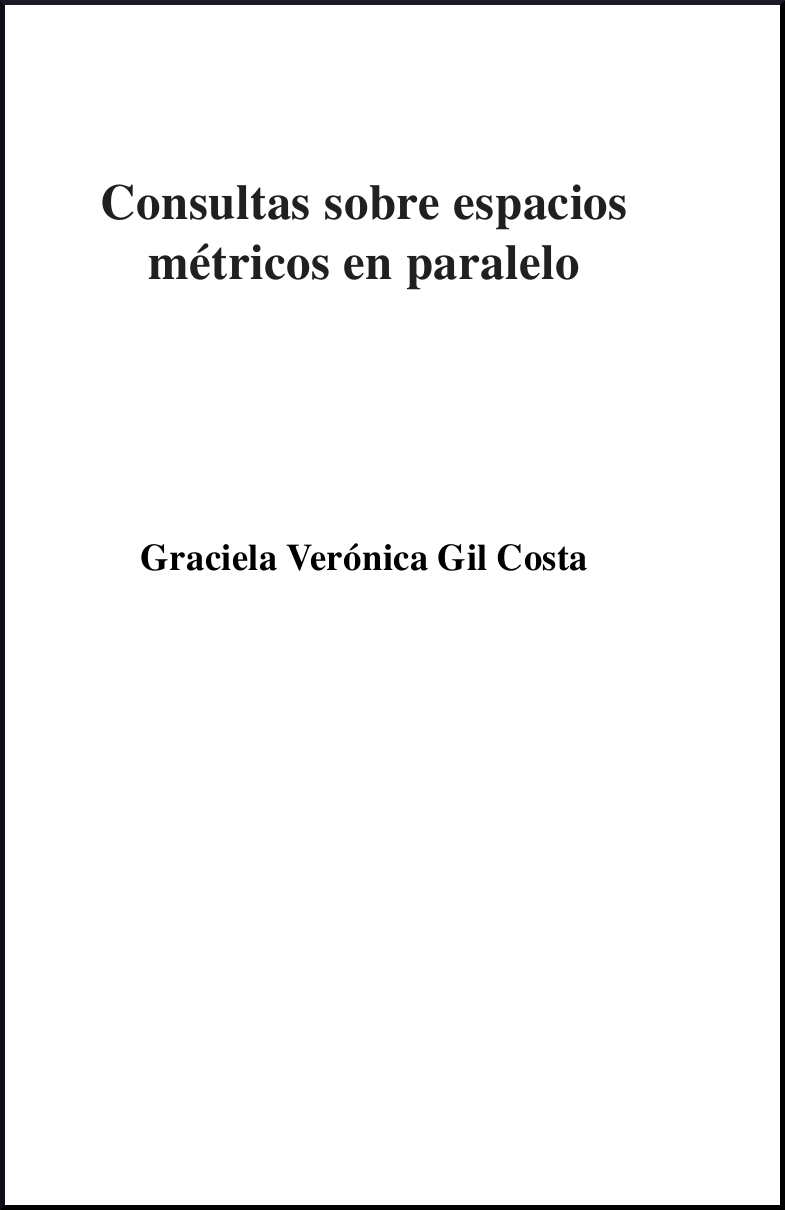 Consultas sobre espacios
métricos en paralelo
Graciela Verónica Gil Costa